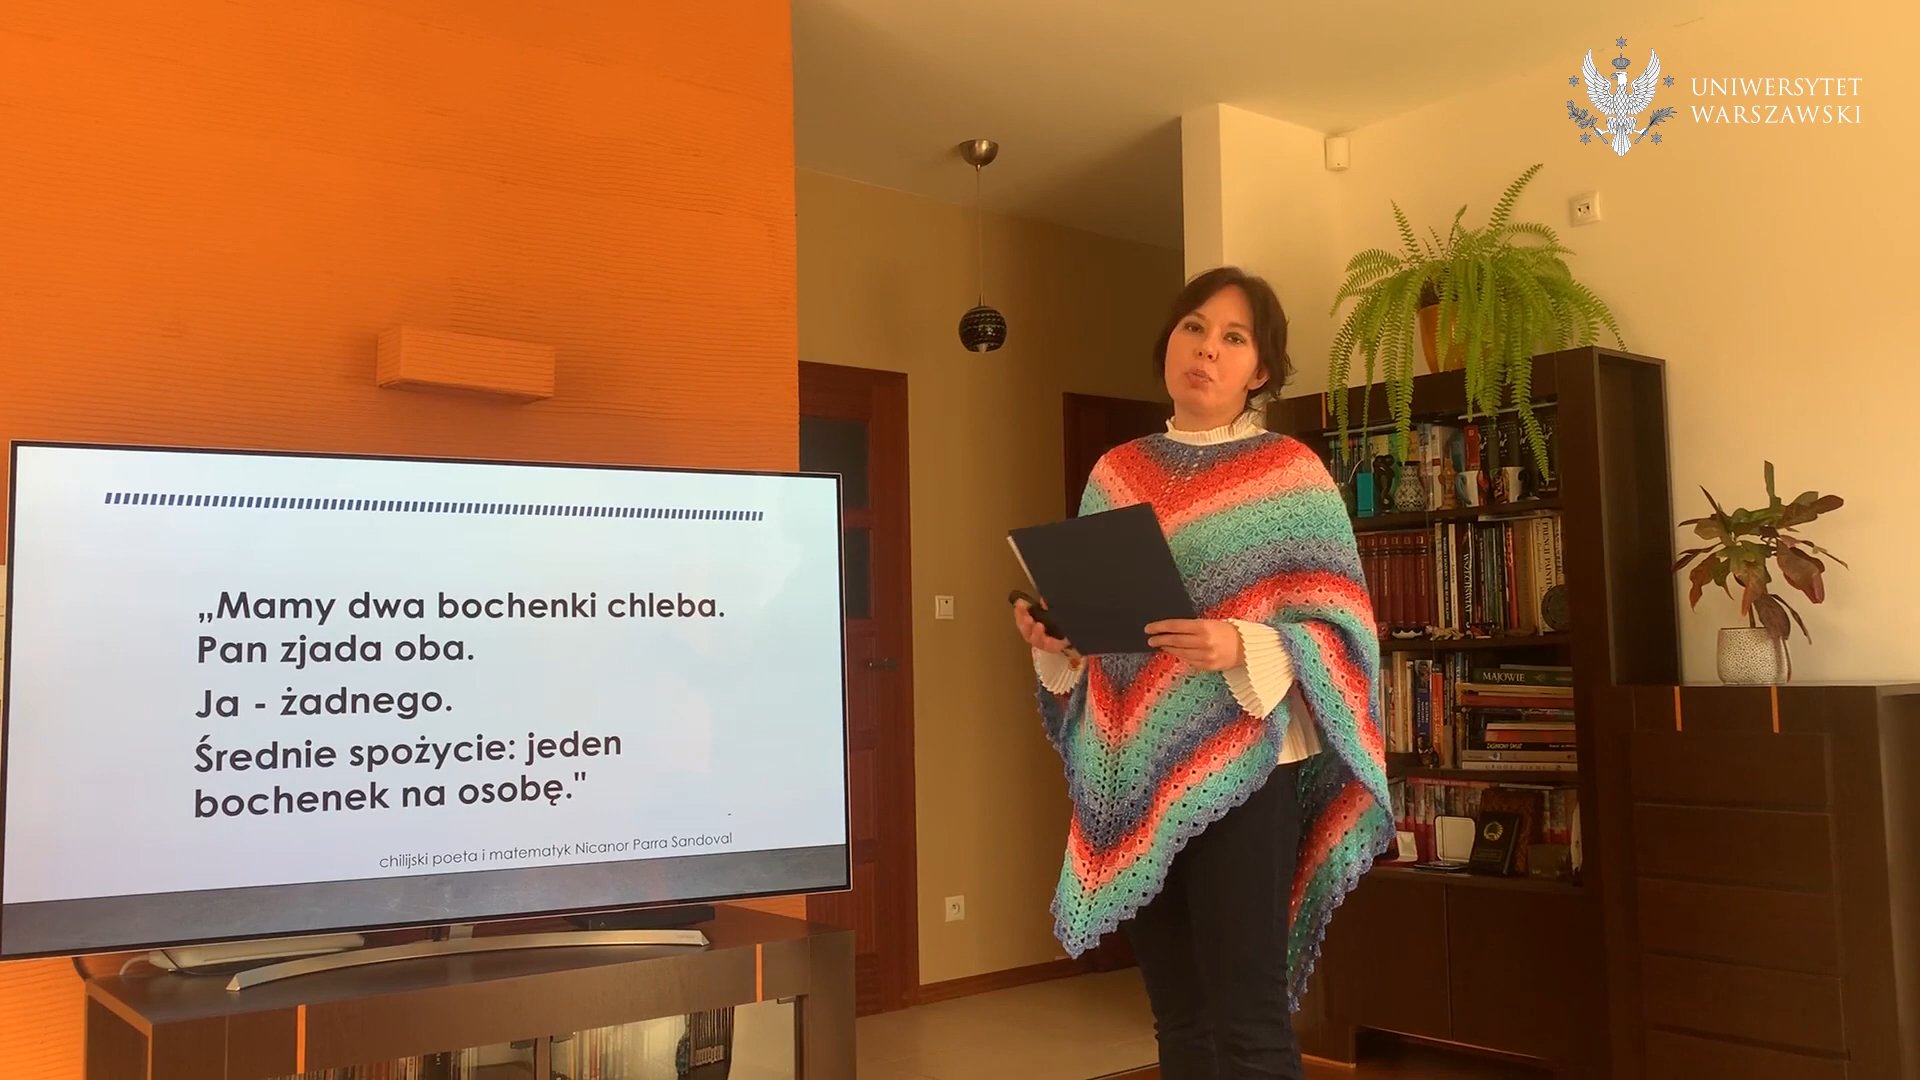 UNIWERSYTET
WARSZAWSKI
„Mamy dwa bochenki chleba.
Pan zjada oba.
Ja - żadnego.
Średnie spożycie: jeden
bochenek na osobę."
chilijski poeta i matematyk Nicanor Parra Sandoval
MAJOWIE